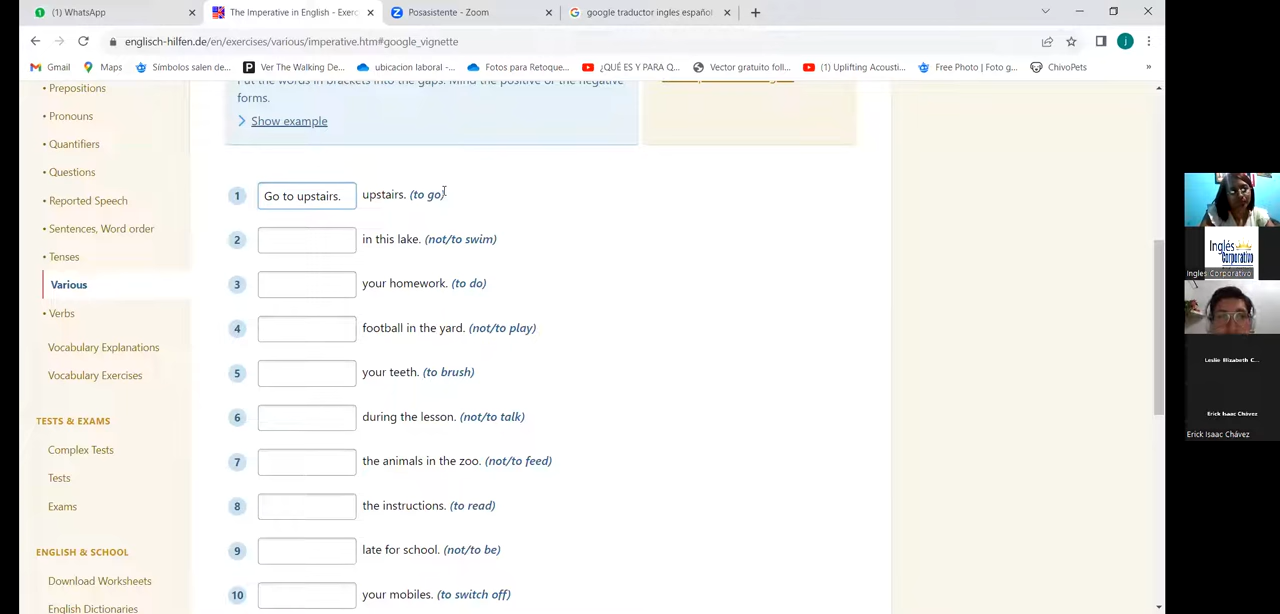 (1) WhatsApp
The Imperative in English - Exerc
Posasistente - Zoom
google traductor ingles español
englisch-hilfen.de/en/exercises/various/imperative.htm#google_vignette
j
Gmail
Maps
Símbolos salen de...
Ver The Walking De...
ubicacion laboral -...
Fotos para Retoque...
¿QUÉ ES Y PARA Q...
Vector gratuito foll...
(1) Uplifting Acousti...
Free Photo | Foto g...
ChivoPets
»
• Prepositions
• Pronouns
• Quantifiers
• Questions
• Reported Speech
• Sentences, Word order
• Tenses
Various
• Verbs
Vocabulary Explanations
Vocabulary Exercises
TESTS & EXAMS
Complex Tests
Tests
Exams
ENGLISH & SCHOOL
Download Worksheets
English Dictionaries
Put the words in brackets into the gaps. Mind the positive or the negative
forms.
Show example
1 Go to upstairs. upstairs. (to go)
2 in this lake. (not/to swim)
3 your homework. (to do)
4 football in the yard. (not/to play)
5 your teeth. (to brush)
6 during the lesson. (not/to talk)
7 the animals in the zoo. (not/to feed)
8 the instructions. (to read)
9 late for school. (not/to be)
10 your mobiles. (to switch off)
Inglés
Corporativo
Ingles Corporativo
Leslie Elizabeth C...
Erick Isaac Chávez
Erick Isaac Chávez